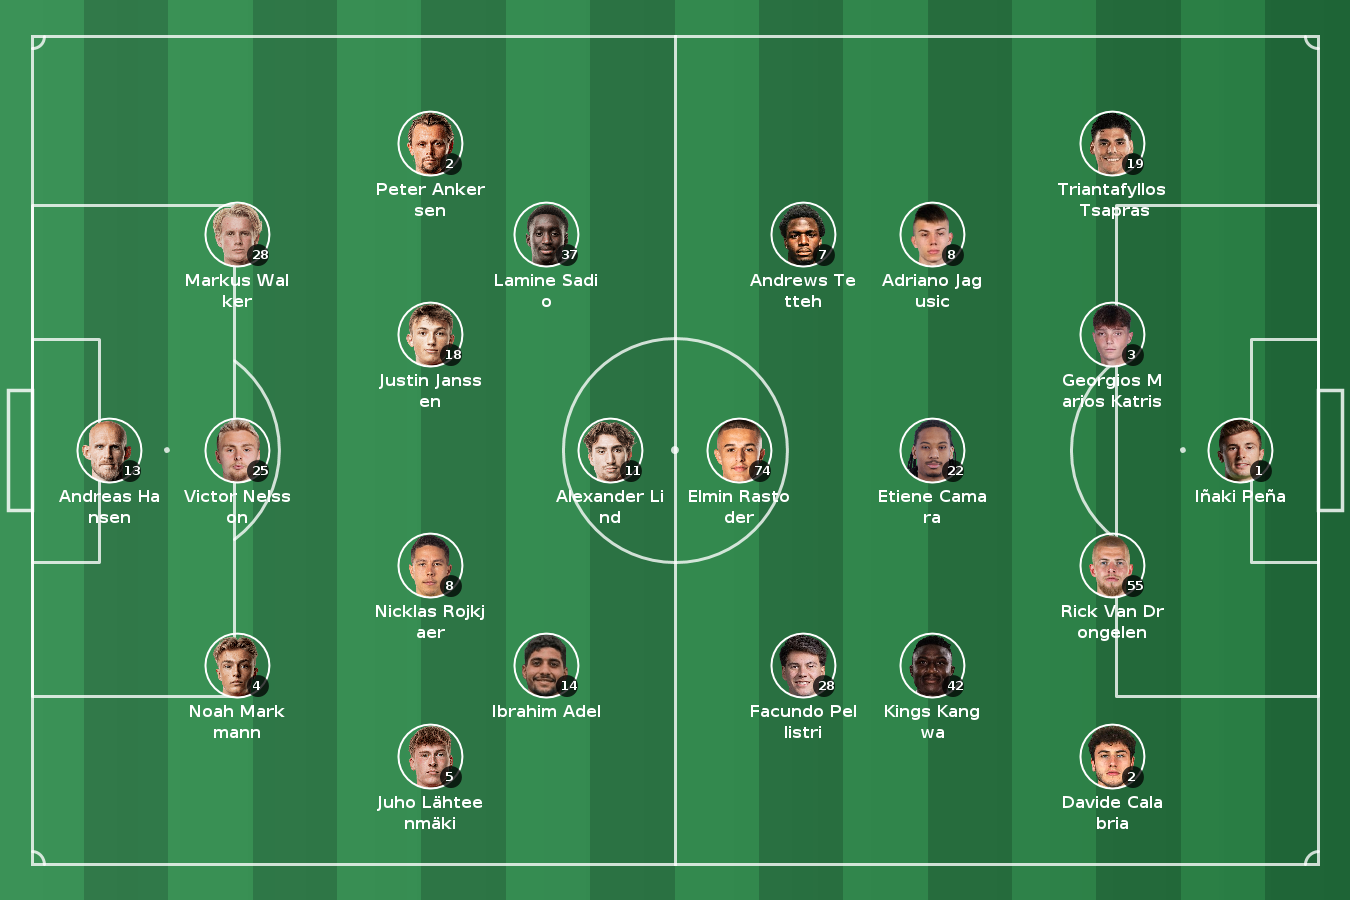 2
Peter Anker
sen
19
Triantafyllos
Tsapras
28
Markus Wal
ker
37
Lamine Sadi
o
7
Andrews Te
tteh
8
Adriano Jag
usic
18
Justin Janss
en
3
Georgios M
arios Katris
13
Andreas Ha
nsen
25
Victor Nelss
on
11
Alexander Li
nd
74
Elmin Rasto
der
22
Etiene Cama
ra
1
Iñaki Peña
8
Nicklas Rojkj
aer
55
Rick Van Dr
ongelen
4
Noah Mark
mann
14
Ibrahim Adel
28
Facundo Pel
listri
42
Kings Kang
wa
5
Juho Lähtee
nmäki
2
Davide Cala
bria